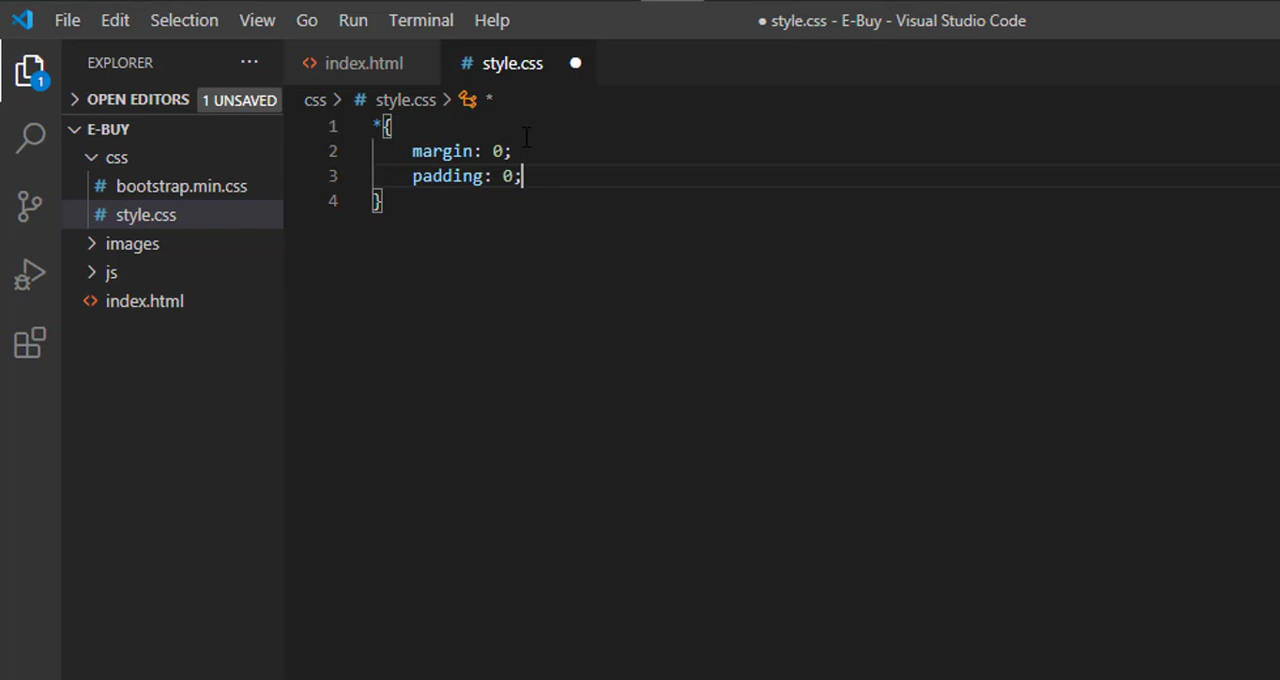 File Edit Selection View Go Run Terminal Help
● style.css - E-Buy - Visual Studio Code
1
EXPLORER ...
OPEN EDITORS 1 UNSAVED
E-BUY
css
# bootstrap.min.css
# style.css
images
js
<> index.html
<> index.html # style.css ●
css > # style.css > *
1 *{
2 margin: 0;
3 padding: 0;
4 }